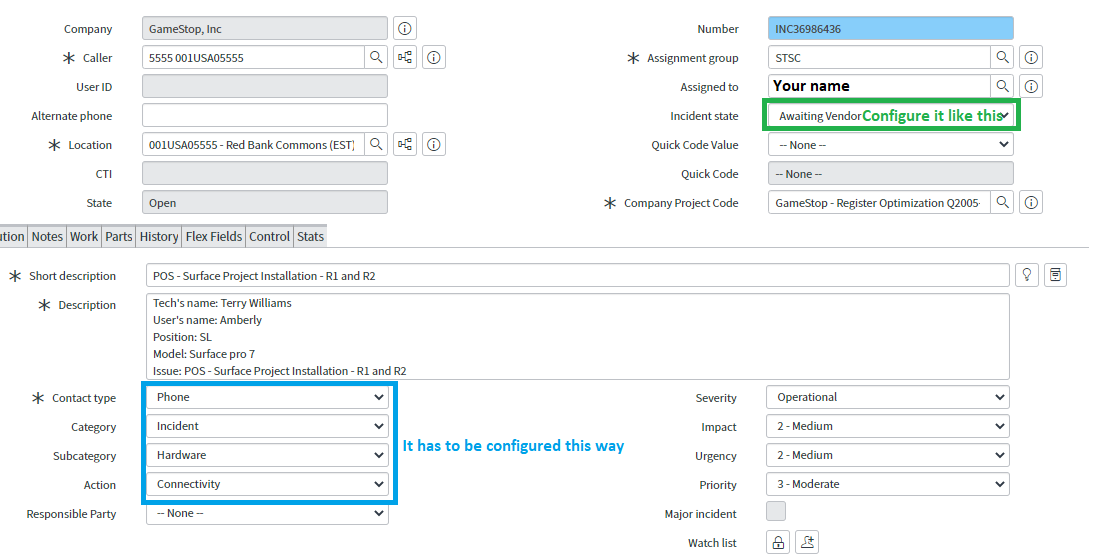 Company GameStop, Inc
Number INC36986436
Caller 5555 001USA05555
Assignment group STSC
User ID
Assigned to Your name
Alternate phone
Incident state Awaiting Vendor Configure it like this
Location 001USA05555 - Red Bank Commons (EST)
Quick Code Value -- None --
CTI
Quick Code -- None --
State Open
Company Project Code GameStop - Register Optimization Q2005-
ution Notes Work Parts History Flex Fields Control Stats
Short description POS - Surface Project Installation - R1 and R2
Description
Tech's name: Terry Williams
User's name: Amberly
Position: SL
Model: Surface pro 7
Issue: POS - Surface Project Installation - R1 and R2
Contact type Phone
Severity Operational
Category Incident
Impact 2 - Medium
It has to be configured this way
Subcategory Hardware
Urgency 2 - Medium
Action Connectivity
Priority 3 - Moderate
Responsible Party -- None --
Major incident
Watch list